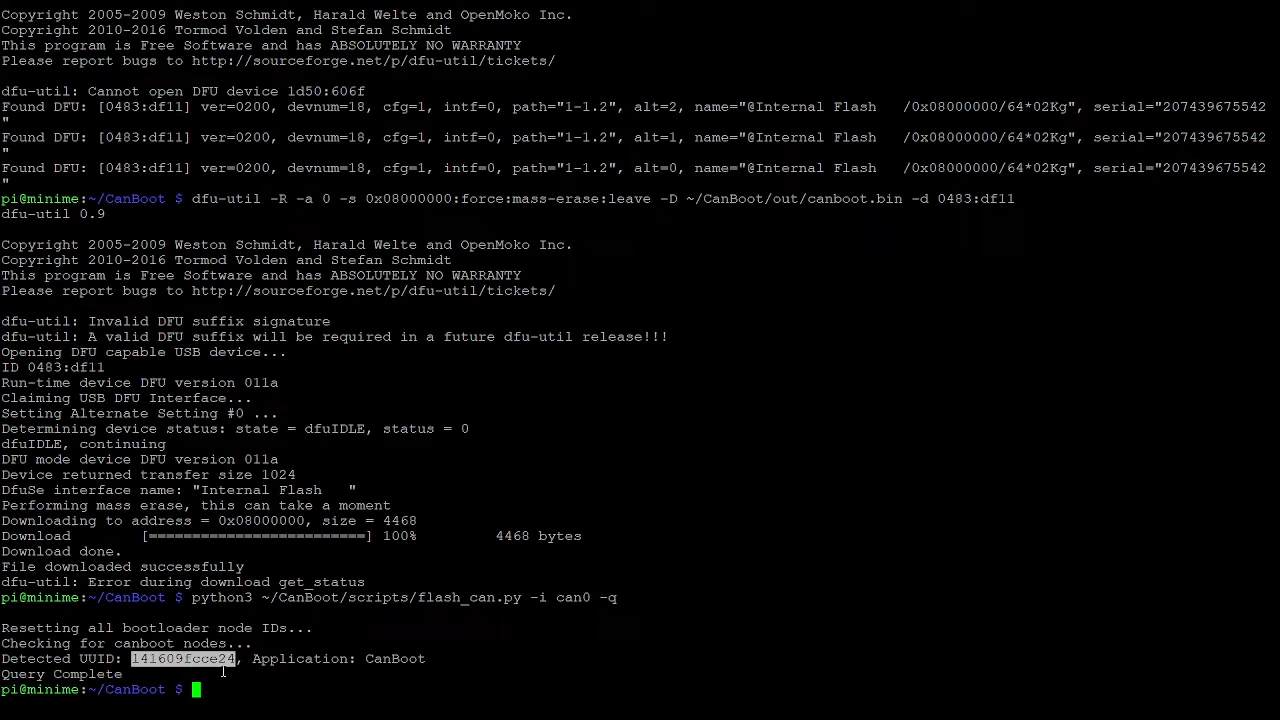 Copyright 2005-2009 Weston Schmidt, Harald Welte and OpenMoko Inc.
Copyright 2010-2016 Tormod Volden and Stefan Schmidt
This program is Free Software and has ABSOLUTELY NO WARRANTY
Please report bugs to http://sourceforge.net/p/dfu-util/tickets/
dfu-util: Cannot open DFU device 1d50:606f
Found DFU: [0483:df11] ver=0200, devnum=18, cfg=1, intf=0, path="1-1.2", alt=2, name="@Internal Flash   /0x08000000/64*02Kg", serial="207439675542
"
Found DFU: [0483:df11] ver=0200, devnum=18, cfg=1, intf=0, path="1-1.2", alt=1, name="@Internal Flash   /0x08000000/64*02Kg", serial="207439675542
"
Found DFU: [0483:df11] ver=0200, devnum=18, cfg=1, intf=0, path="1-1.2", alt=0, name="@Internal Flash   /0x08000000/64*02Kg", serial="207439675542
"
pi@minime:~/CanBoot $ dfu-util -R -a 0 -s 0x08000000:force:mass-erase:leave -D ~/CanBoot/out/canboot.bin -d 0483:df11
dfu-util 0.9
Copyright 2005-2009 Weston Schmidt, Harald Welte and OpenMoko Inc.
Copyright 2010-2016 Tormod Volden and Stefan Schmidt
This program is Free Software and has ABSOLUTELY NO WARRANTY
Please report bugs to http://sourceforge.net/p/dfu-util/tickets/
dfu-util: Invalid DFU suffix signature
dfu-util: A valid DFU suffix will be required in a future dfu-util release!!!
Opening DFU capable USB device...
ID 0483:df11
Run-time device DFU version 011a
Claiming USB DFU Interface...
Setting Alternate Setting #0 ...
Determining device status: state = dfuIDLE, status = 0
dfuIDLE, continuing
DFU mode device DFU version 011a
Device returned transfer size 1024
DfuSe interface name: "Internal Flash   "
Performing mass erase, this can take a moment
Downloading to address = 0x08000000, size = 4468
Download        [=========================] 100%         4468 bytes
Download done.
File downloaded successfully
dfu-util: Error during download get_status
pi@minime:~/CanBoot $ python3 ~/CanBoot/scripts/flash_can.py -i can0 -q
Resetting all bootloader node IDs...
Checking for canboot nodes...
Detected UUID: 141609fcce24, Application: CanBoot
Query Complete
pi@minime:~/CanBoot $